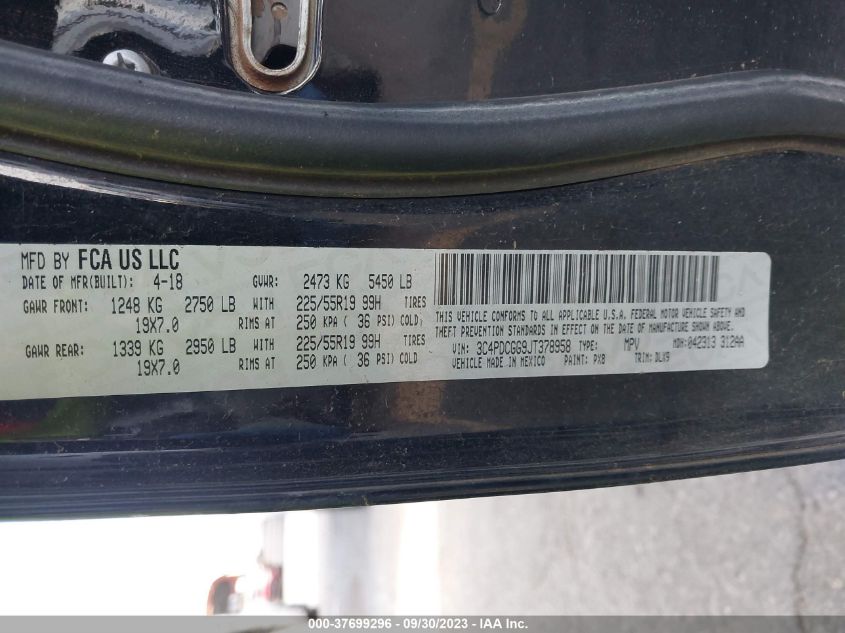 MFD BY FCA US LLC
DATE OF MFR(BUILT): 4-18 GVWR: 2473 KG 5450 LB
GAWR FRONT: 1248 KG 2750 LB WITH 225/55R19 99H TIRES
19X7.0 RIMS AT 250 KPA ( 36 PSI) COLD
GAWR REAR: 1339 KG 2950 LB WITH 225/55R19 99H TIRES
19X7.0 RIMS AT 250 KPA ( 36 PSI) COLD
THIS VEHICLE CONFORMS TO ALL APPLICABLE U.S.A. FEDERAL MOTOR VEHICLE SAFETY AND
THEFT PREVENTION STANDARDS IN EFFECT ON THE DATE OF MANUFACTURE SHOWN ABOVE.
VIN: 3C4PDCGG9JT378958 TYPE: MPV MDH: 042313 312AA
VEHICLE MADE IN MEXICO PAINT: PX8 TRIM: DLX9
000-37699296 - 09/30/2023 - IAA Inc.